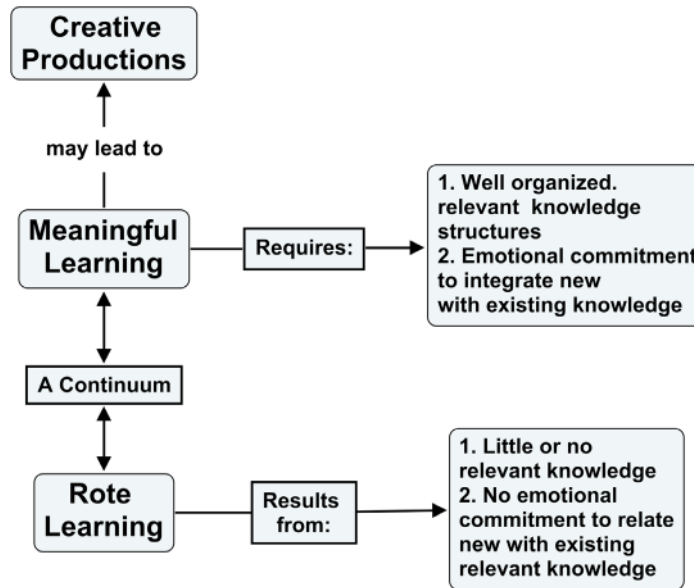 Creative
Productions
may lead to
Meaningful
Learning
Requires:
1. Well organized.
relevant knowledge
structures
2. Emotional commitment
to integrate new
with existing knowledge
A Continuum
Rote
Learning
Results
from:
1. Little or no
relevant knowledge
2. No emotional
commitment to relate
new with existing
relevant knowledge